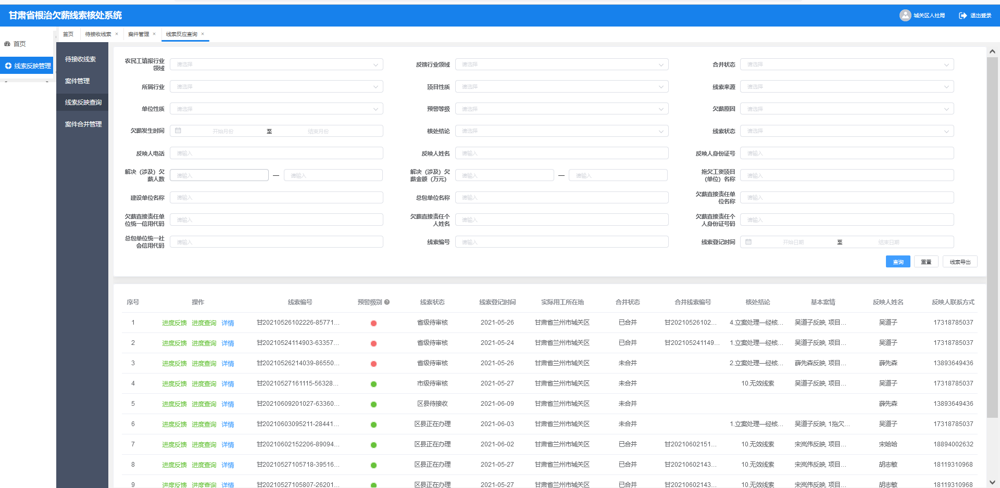 甘肃省根治欠薪线索核处系统
城关区人社局 退出登录
首页 待接收线索 × 案件管理 × 线索反应查询 ×
首页
线索反映管理
待接收线索
案件管理
线索反映查询
案件合并管理
农民工填报行业领域 请选择 反馈行业领域 请选择 合并状态 请选择
所属行业 请选择 项目性质 请选择 线索来源 请选择
单位性质 请选择 预警等级 请选择 欠薪原因 请选择
欠薪发生时间 开始月份 至 结束月份 核处结论 请选择 线索状态 请选择
反映人电话 请输入 反映人姓名 请输入 反映人身份证号 请输入
解决（涉及）欠薪人数 请输入 — 请输入 解决（涉及）欠薪金额（万元） 请输入 — 请输入 拖欠工资项目（单位）名称 请输入
建设单位名称 请输入 总包单位名称 请输入 欠薪直接责任单位名称 请输入
欠薪直接责任单位统一信用代码 请输入 欠薪直接责任个人姓名 请输入 欠薪直接责任个人身份证号码 请输入
总包单位统一社会信用代码 请输入 线索编号 请输入 线索登记时间 开始日期 至 结束日期
查询 重置 线索导出
序号 操作 线索编号 预警级别 线索状态 线索登记时间 实际用工所在地 合并状态 合并线索编号 核处结论 基本案情 反映人姓名 反映人联系方式
1 进度反馈 进度查询 详情 甘20210526102226-85771... 省级待审核 2021-05-26 甘肃省兰州市城关区 已合并 甘20210526102... 4.立案处理—经核... 吴道子反映, 项目... 吴道子 17318785037
2 进度反馈 进度查询 详情 甘20210524114903-63357... 省级待审核 2021-05-24 甘肃省兰州市城关区 已合并 甘202105241149... 1.立案处理—经核... 吴道子反映, 项目... 吴道子 17318785037
3 进度反馈 进度查询 详情 甘20210526214039-86550... 省级待审核 2021-05-26 甘肃省兰州市城关区 未合并 2.立案处理—经核... 薛先森反映, 项目... 薛先森 13893649436
4 进度反馈 进度查询 详情 甘20210527161115-56328... 市级待审核 2021-05-27 甘肃省兰州市城关区 未合并 10.无效线索 吴道子反映, 项目... 吴道子 17318785037
5 进度反馈 进度查询 详情 甘20210609201027-63360... 区县待接收 2021-06-09 甘肃省兰州市城关区 未合并 薛先森 13893649436
6 进度反馈 进度查询 详情 甘20210603095211-28441... 区县正在办理 2021-06-03 甘肃省兰州市城关区 未合并 1.立案处理—经核... 吴道子反映, 1拖欠... 吴道子 17318785037
7 进度反馈 进度查询 详情 甘20210602152206-89094... 区县正在办理 2021-06-02 甘肃省兰州市城关区 已合并 甘20210602151... 10.无效线索 宋岚伟反映, 项目... 宋哈哈 18894002632
8 进度反馈 进度查询 详情 甘20210527105718-39516... 区县正在办理 2021-05-27 甘肃省兰州市城关区 已合并 甘20210602143... 10.无效线索 宋岚伟反映, 项目... 胡志敏 18119310968
9 进度反馈 进度查询 详情 甘20210527105807-26201... 区县正在办理 2021-05-27 甘肃省兰州市城关区 已合并 甘20210602143... 10.无效线索 宋岚伟反映, 项目... 胡志敏 18119310968